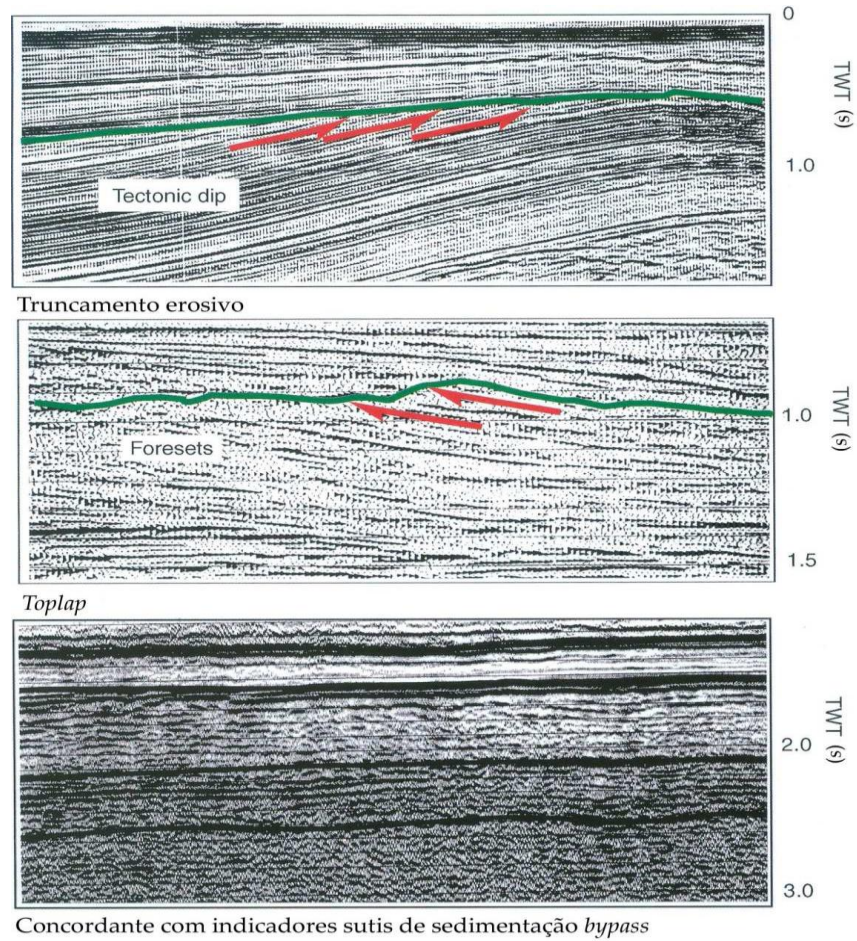 0
TWT (s)
1.0
Tectonic dip
Truncamento erosivo
1.0
TWT (s)
Foresets
1.5
Toplap
TWT (s)
2.0
3.0
Concordante com indicadores sutis de sedimentação bypass